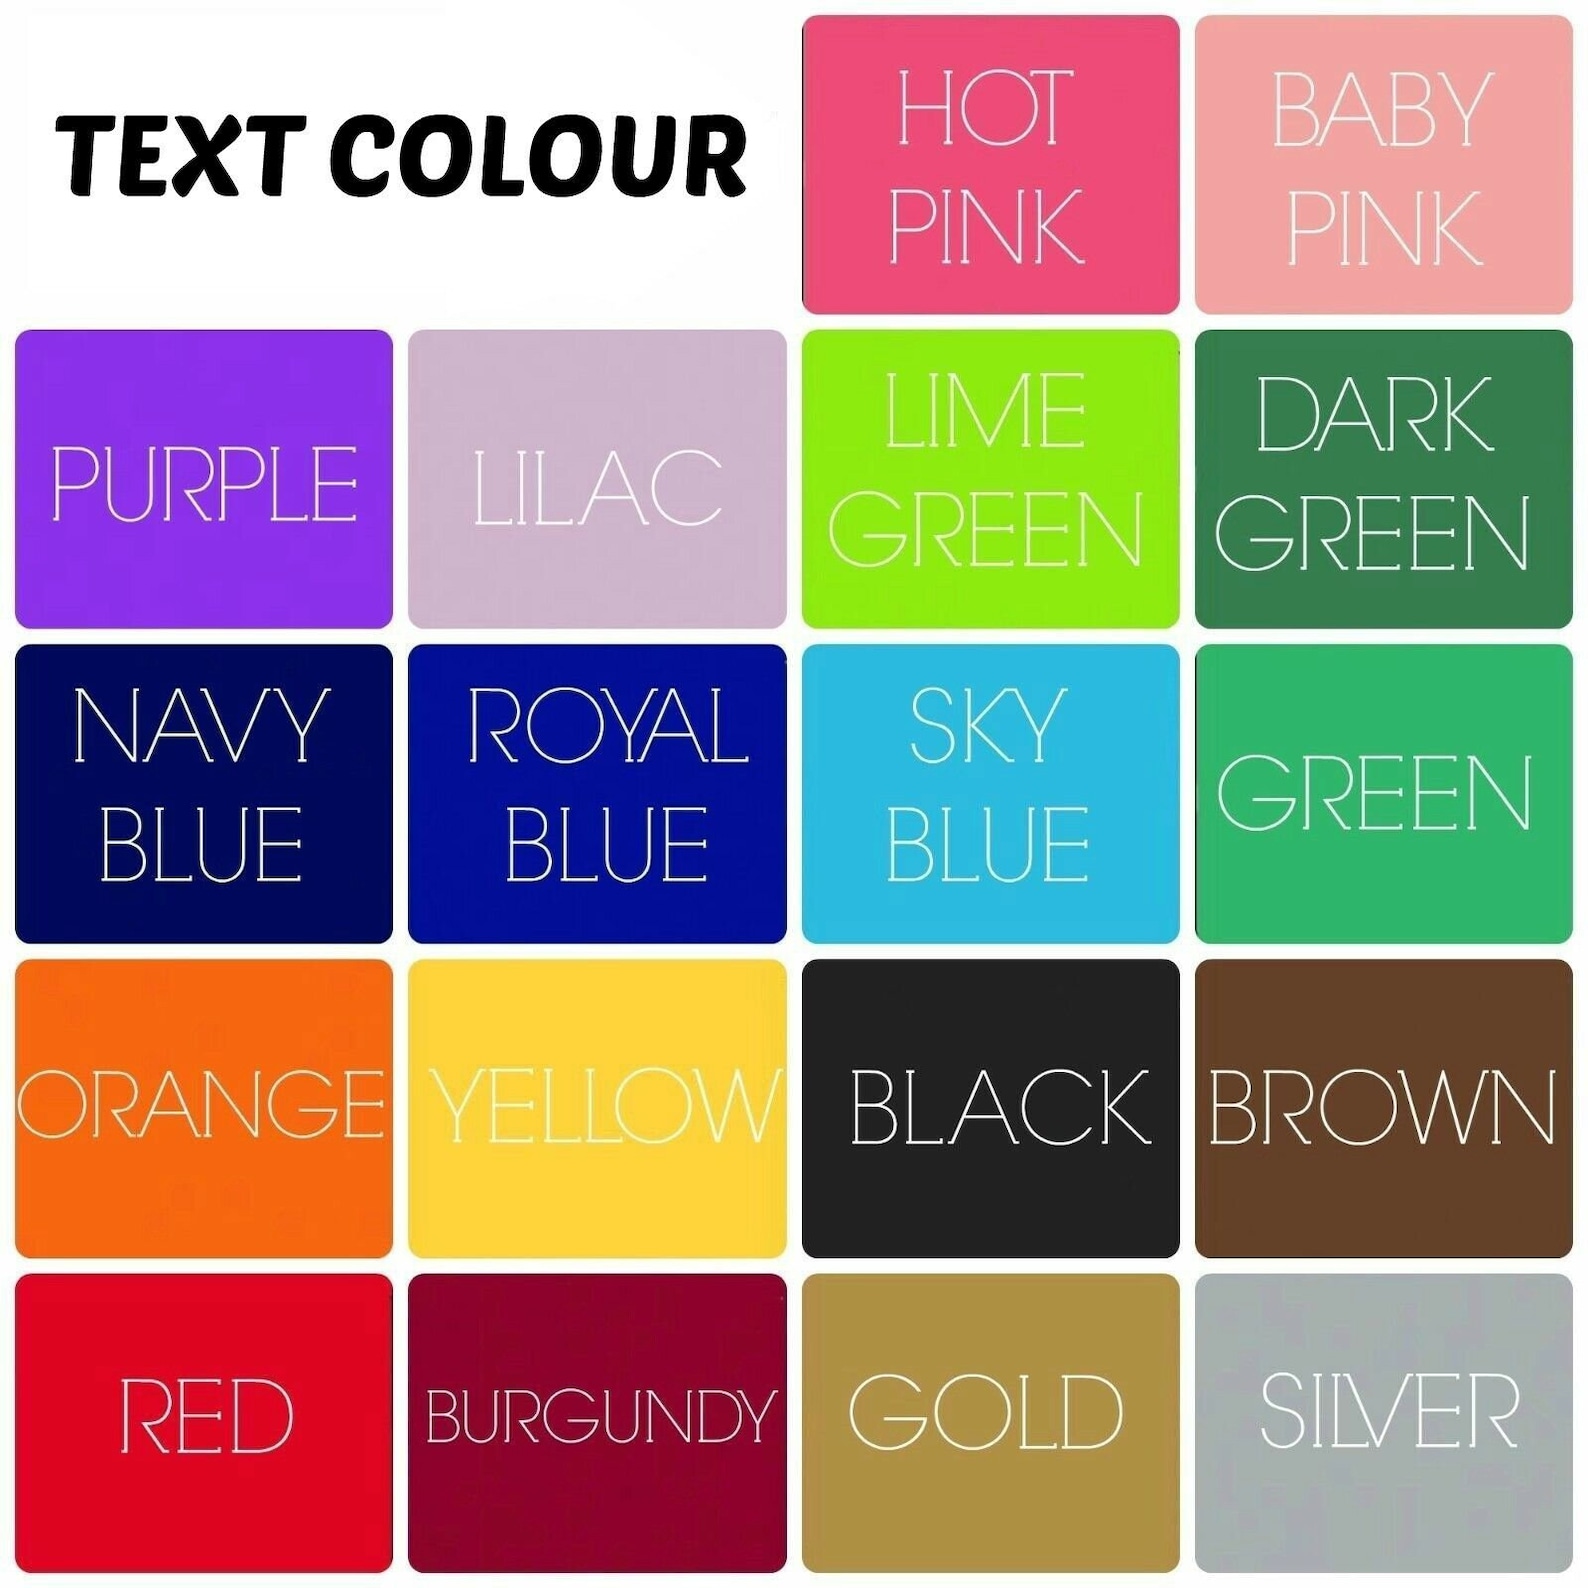 TEXT COLOUR
HOT
PINK
BABY
PINK
PURPLE
LILAC
LIME
GREEN
DARK
GREEN
NAVY
BLUE
ROYAL
BLUE
SKY
BLUE
GREEN
ORANGE
YELLOW
BLACK
BROWN
RED
BURGUNDY
GOLD
SILVER